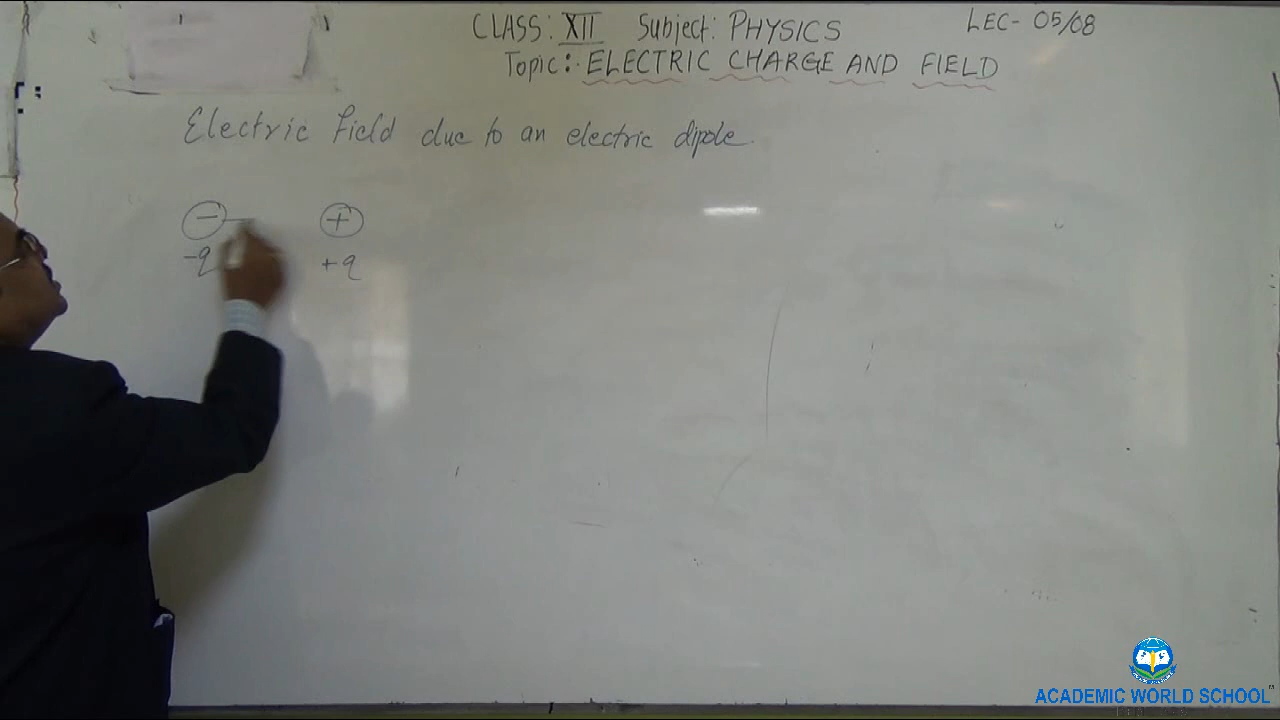 CLASS: XII Subject: PHYSICS LEC- 05/08
Topic:- ELECTRIC CHARGE AND FIELD
Electric Field due to an electric dipole.
− +
-q +q
ACADEMIC WORLD SCHOOL